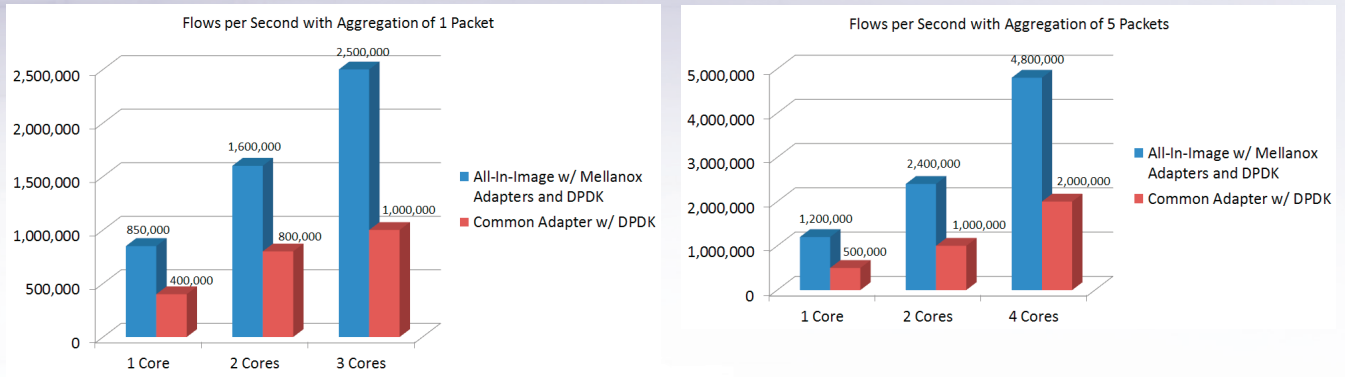 Flows per Second with Aggregation of 1 Packet
2,500,000
2,000,000
1,500,000
1,000,000
500,000
0
850,000
400,000
1,600,000
800,000
2,500,000
1,000,000
1 Core
2 Cores
3 Cores
All-In-Image w/ Mellanox
Adapters and DPDK
Common Adapter w/ DPDK
Flows per Second with Aggregation of 5 Packets
5,000,000
4,000,000
3,000,000
2,000,000
1,000,000
0
1,200,000
500,000
2,400,000
1,000,000
4,800,000
2,000,000
1 Core
2 Cores
4 Cores
All-In-Image w/ Mellanox
Adapters and DPDK
Common Adapter w/ DPDK